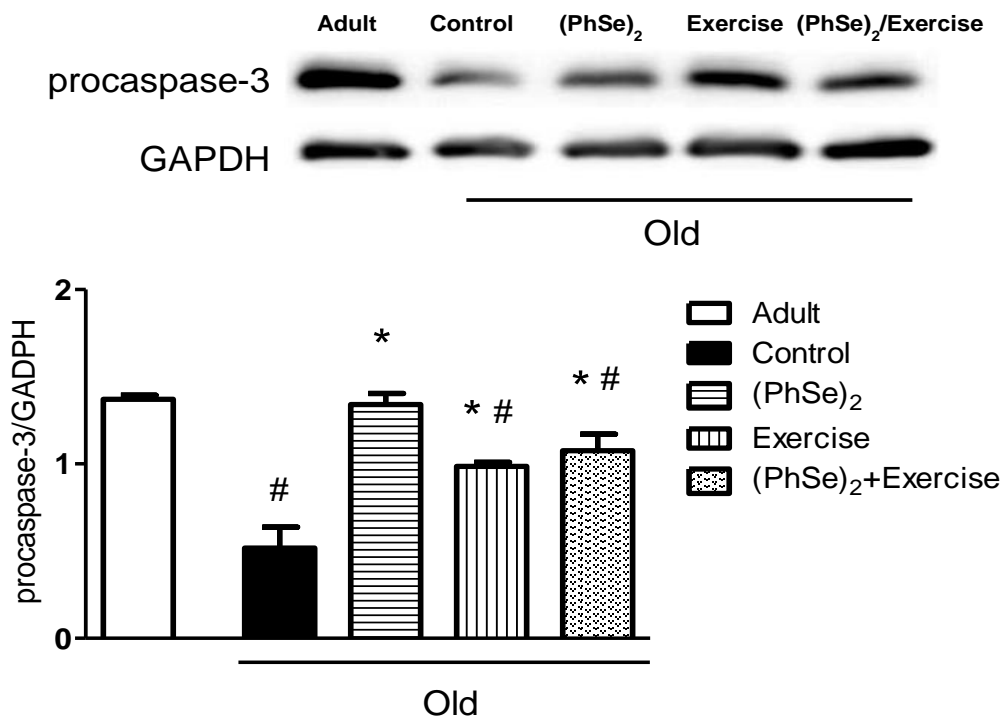 Adult Control (PhSe)₂ Exercise (PhSe)₂/Exercise
procaspase-3
GAPDH
Old
procaspase-3/GADPH
2
1
0
#
*
* #
* #
Old
Adult
Control
(PhSe)₂
Exercise
(PhSe)₂+Exercise